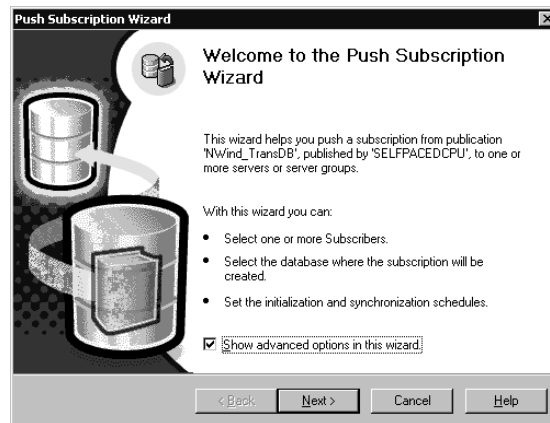 Push Subscription Wizard
Welcome to the Push Subscription
Wizard
This wizard helps you push a subscription from publication
'NWind_TransDB', published by 'SELFPACEDCPU', to one or
more servers or server groups.
With this wizard you can:
• Select one or more Subscribers.
• Select the database where the subscription will be
created.
• Set the initialization and synchronization schedules.
Show advanced options in this wizard.
< Back Next > Cancel Help